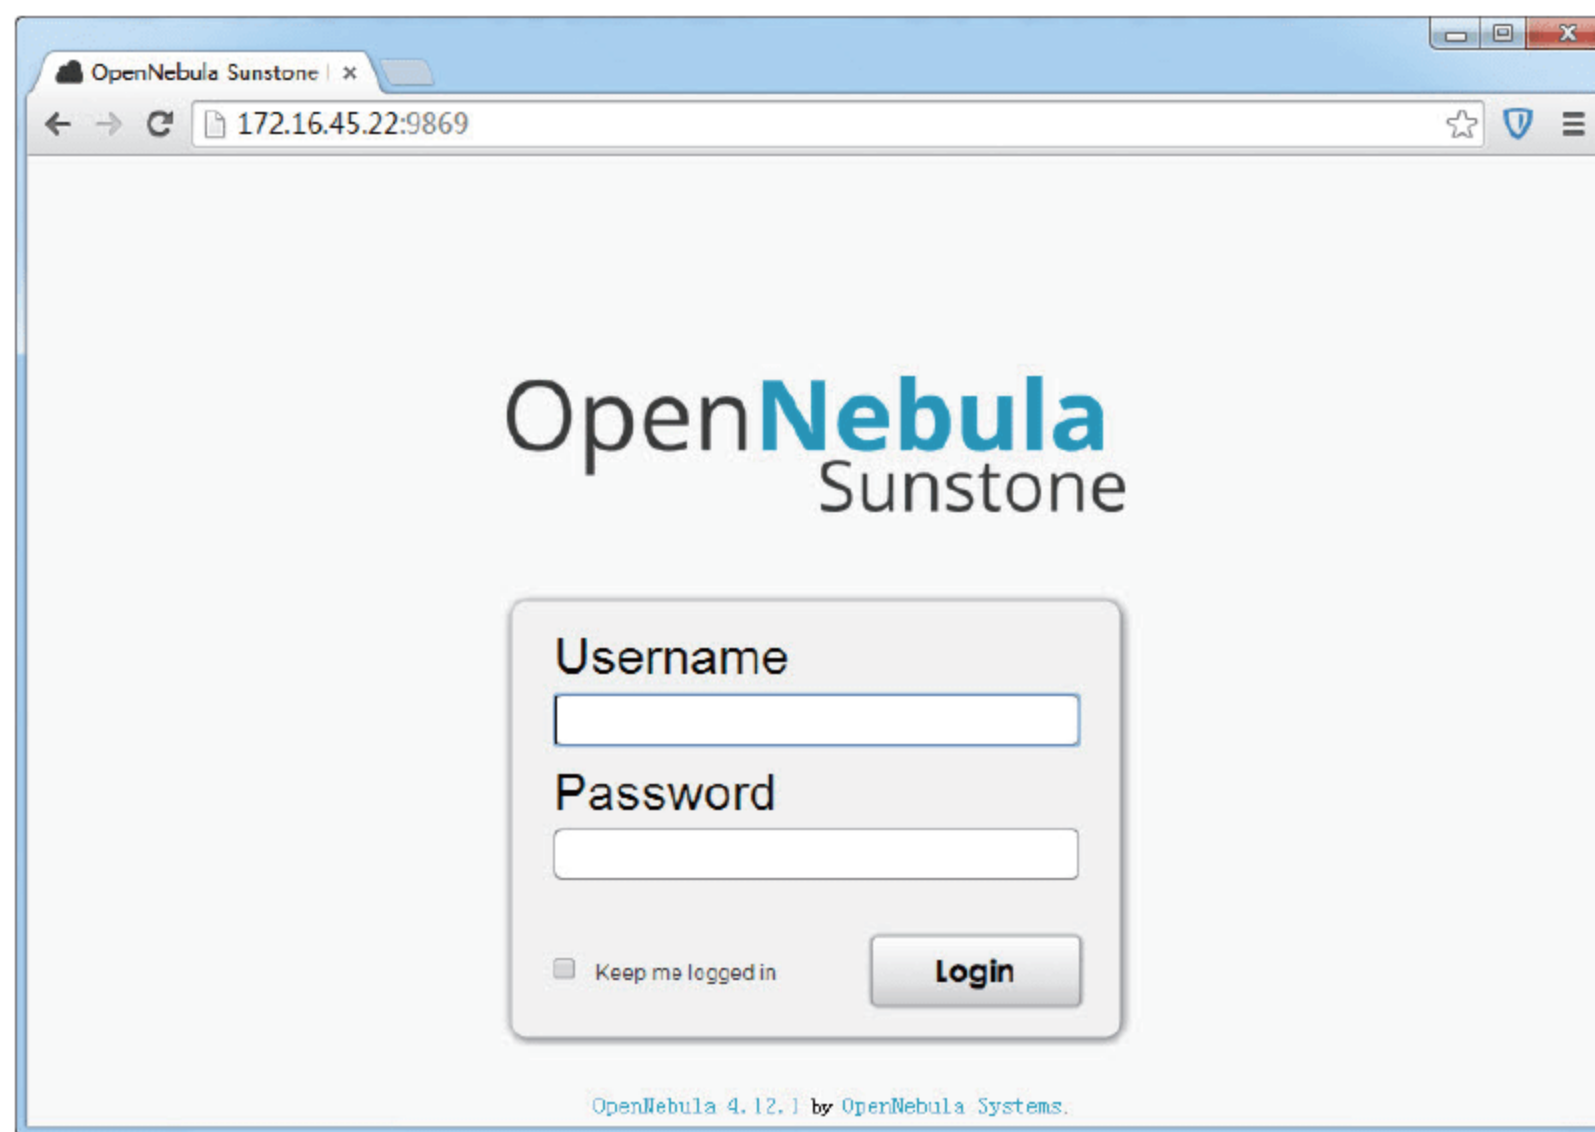 OpenNebula Sunstone
172.16.45.22:9869
OpenNebula
Sunstone
Username
Password
Keep me logged in
Login
OpenNebula 4.12.1 by OpenNebula Systems.